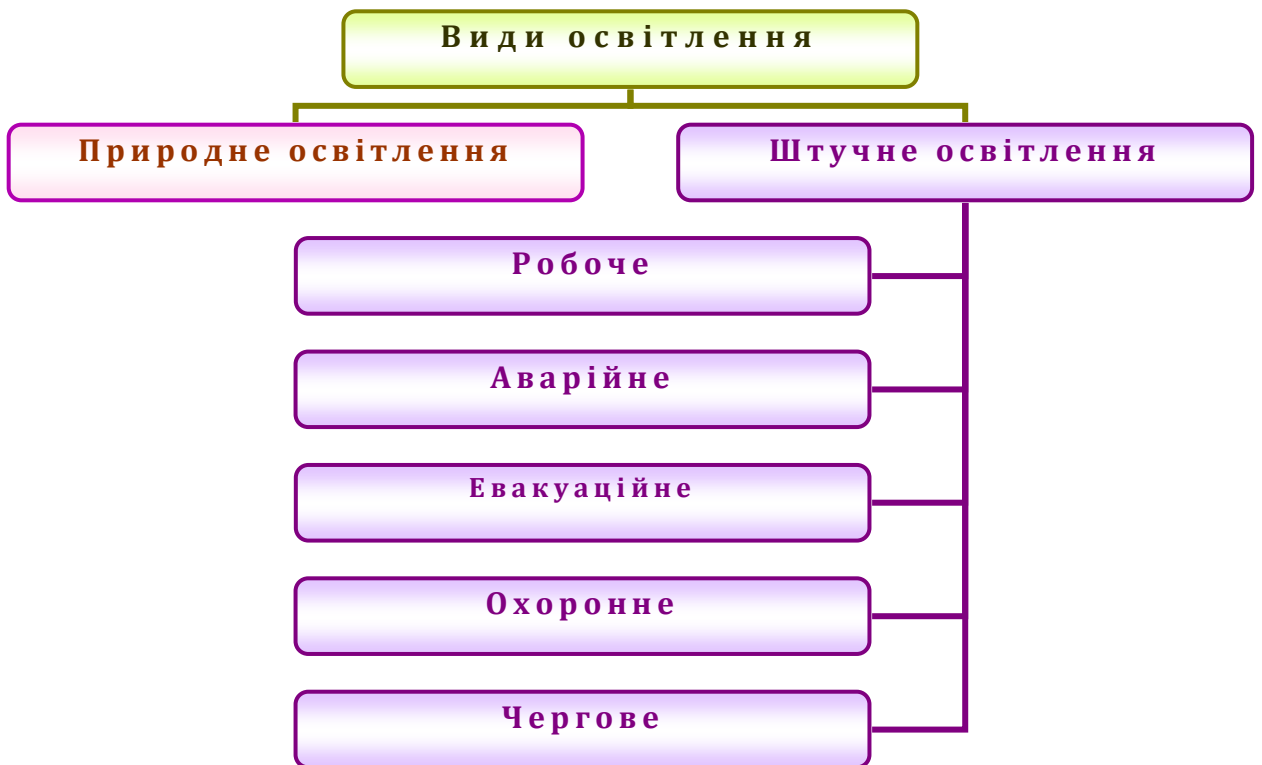 Види освітлення
Природне освітлення
Штучне освітлення
Робоче
Аварійне
Евакуаційне
Охоронне
Чергове